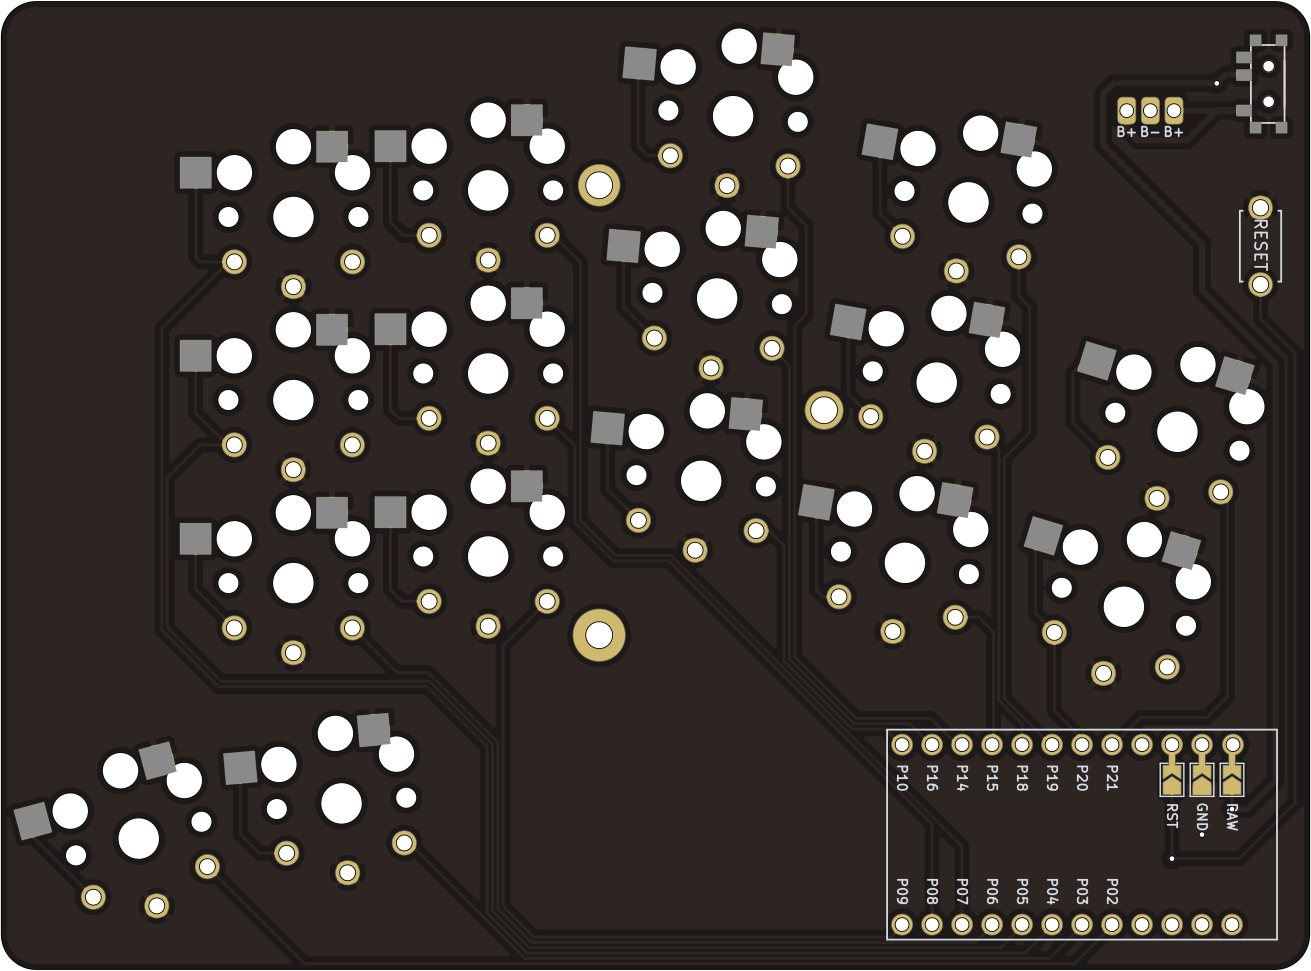 B+ B- B+
RESET
P10 P16 P14 P15 P18 P19 P20 P21
RST GND RAW
P09 P08 P07 P06 P05 P04 P03 P02